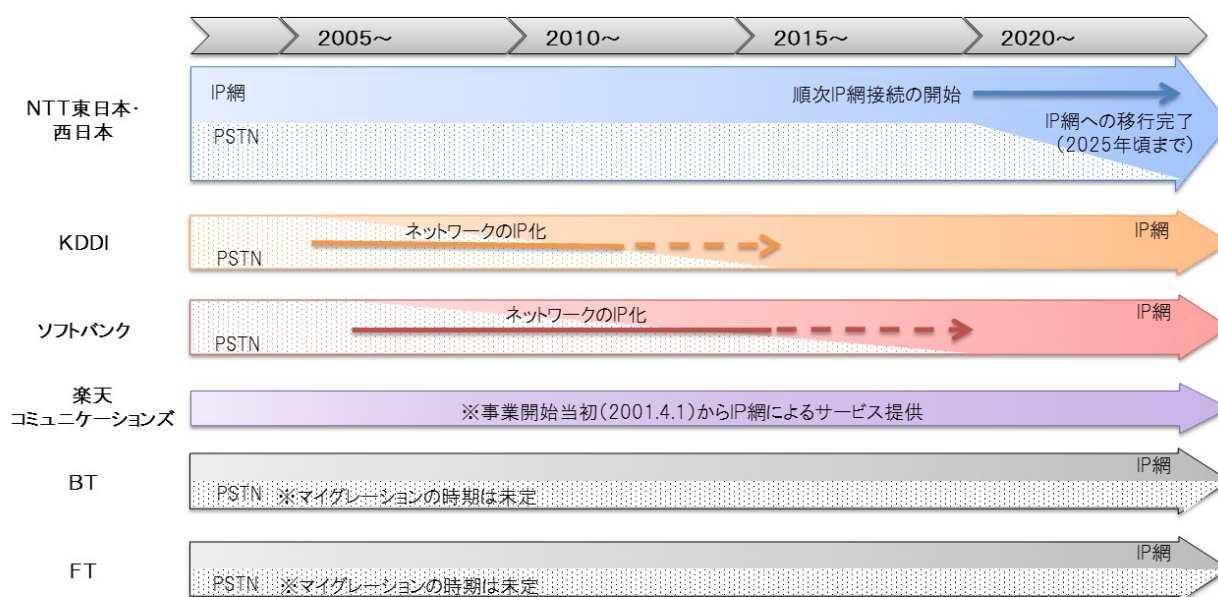 2005～ 2010～ 2015～ 2020～
NTT東日本・
西日本
IP網
順次IP網接続の開始
PSTN
IP網への移行完了
（2025年頃まで）
KDDI
ネットワークのIP化
IP網
PSTN
ソフトバンク
ネットワークのIP化
IP網
PSTN
楽天
コミュニケーションズ
※事業開始当初（2001.4.1）からIP網によるサービス提供
BT
IP網
PSTN ※マイグレーションの時期は未定
FT
IP網
PSTN ※マイグレーションの時期は未定